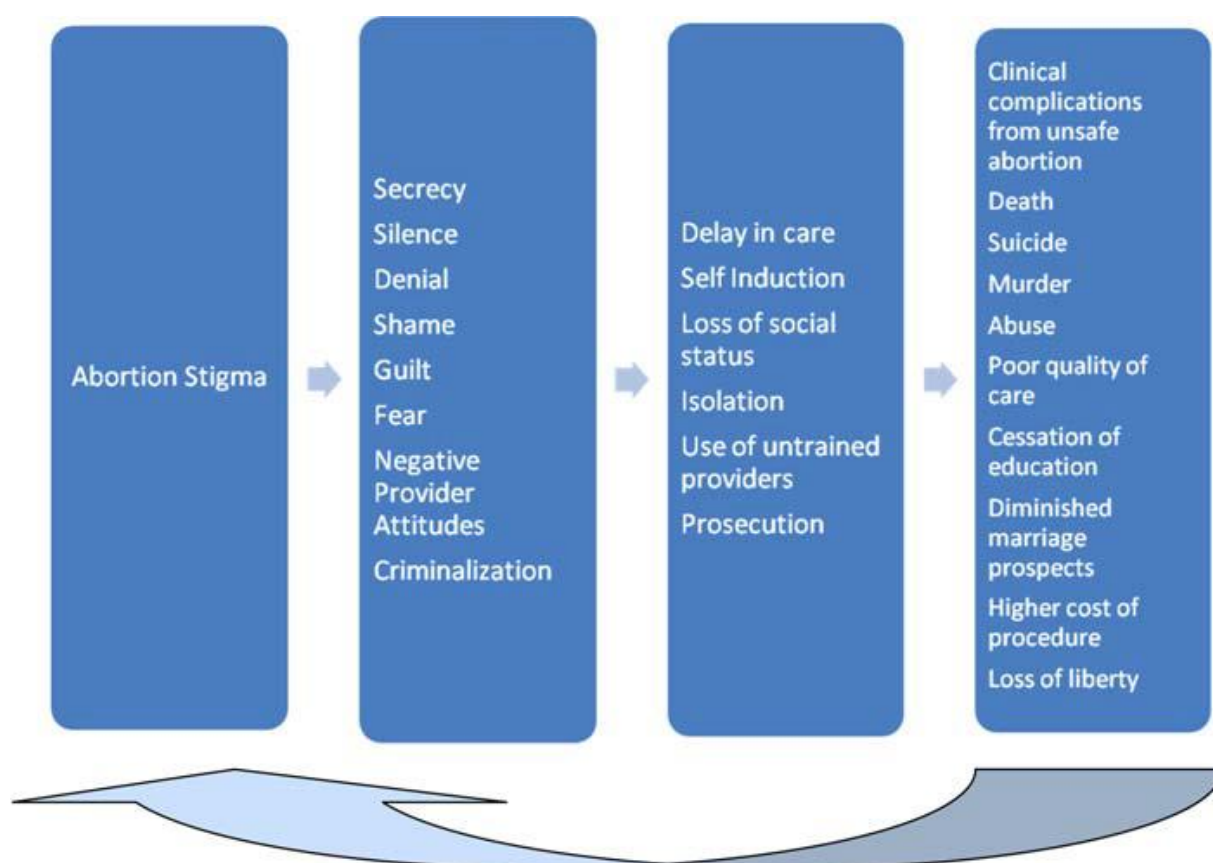 Abortion Stigma
Secrecy
Silence
Denial
Shame
Guilt
Fear
Negative
Provider
Attitudes
Criminalization
Delay in care
Self Induction
Loss of social
status
Isolation
Use of untrained
providers
Prosecution
Clinical
complications
from unsafe
abortion
Death
Suicide
Murder
Abuse
Poor quality of
care
Cessation of
education
Diminished
marriage
prospects
Higher cost of
procedure
Loss of liberty